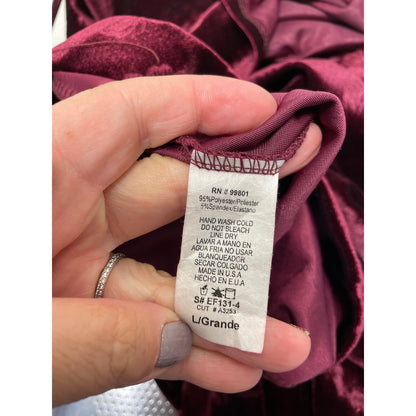 RN # 99801
95%Polyester/Poliester
5%Spandex/Elastano
HAND WASH COLD
DO NOT BLEACH
LINE DRY
LAVAR A MANO EN
AGUA FRIA NO USAR
BLANQUEADOR
SECAR COLGADO
MADE IN U.S.A
HECHO EN E.U.A
S# EF131-4
CUT # A3253
L/Grande